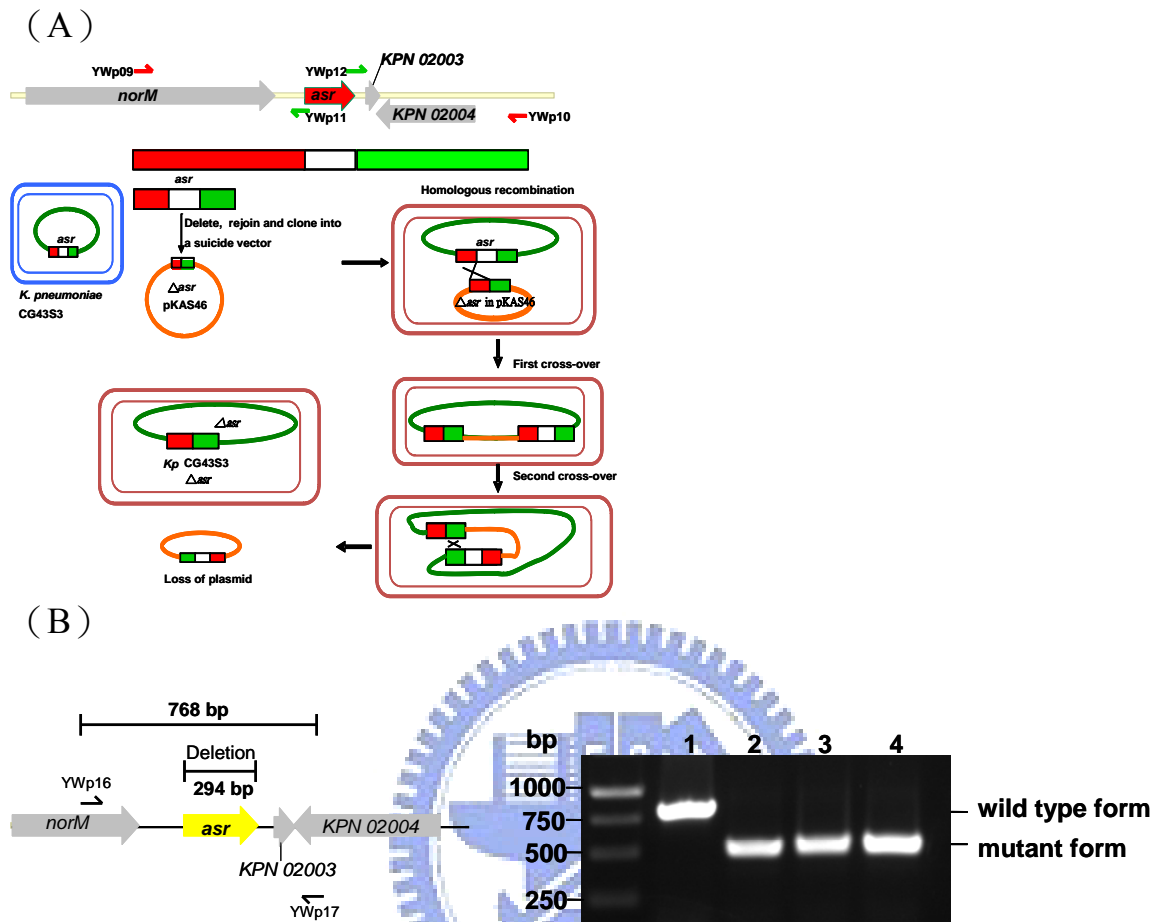 (A)
KPN 02003
YWp09
YWp12
norM
asr
YWp11
KPN 02004
YWp10
asr
Homologous recombination
asr
K. pneumoniae
CG43S3
Delete, rejoin and clone into
a suicide vector
△asr
pKAS46
asr
△asr in pKAS46
First cross-over
△asr
Kp CG43S3
△asr
Second cross-over
Loss of plasmid
(B)
768 bp
Deletion
294 bp
YWp16
norM
asr
KPN 02004
KPN 02003
YWp17
bp
1 2 3 4
1000
750
500
250
wild type form
mutant form